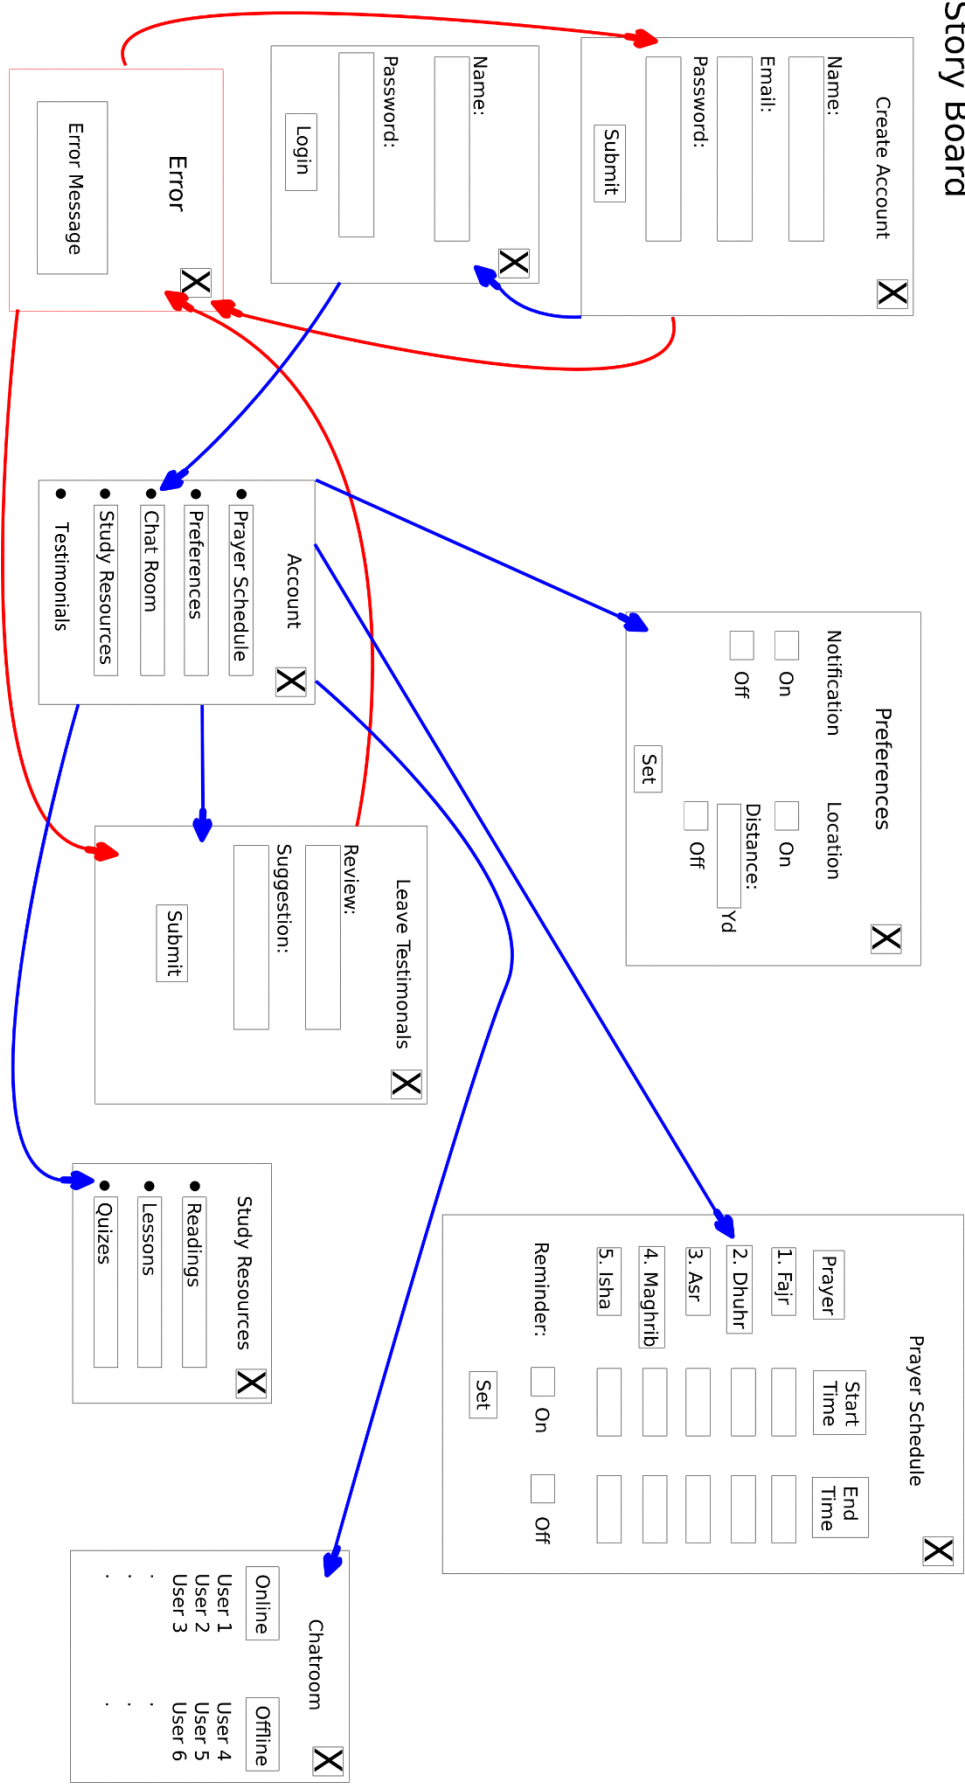 Story Board
Create Account
X
Name:
Email:
Password:
Submit
X
Name:
Password:
Login
Error
X
Error Message
Account
X
Prayer Schedule
Preferences
Chat Room
Study Resources
Testimonials
Preferences
X
Notification
On
Off
Location
On
Distance:
Yd
Off
Set
Leave Testimonals
X
Review:
Suggestion:
Submit
Prayer Schedule
X
Prayer Start Time End Time
1. Fajr
2. Dhuhr
3. Asr
4. Maghrib
5. Isha
Reminder: On Off
Set
Study Resources
X
Readings
Lessons
Quizes
Chatroom
X
Online Offline
User 1 User 4
User 2 User 5
User 3 User 6
. .
. .
. .